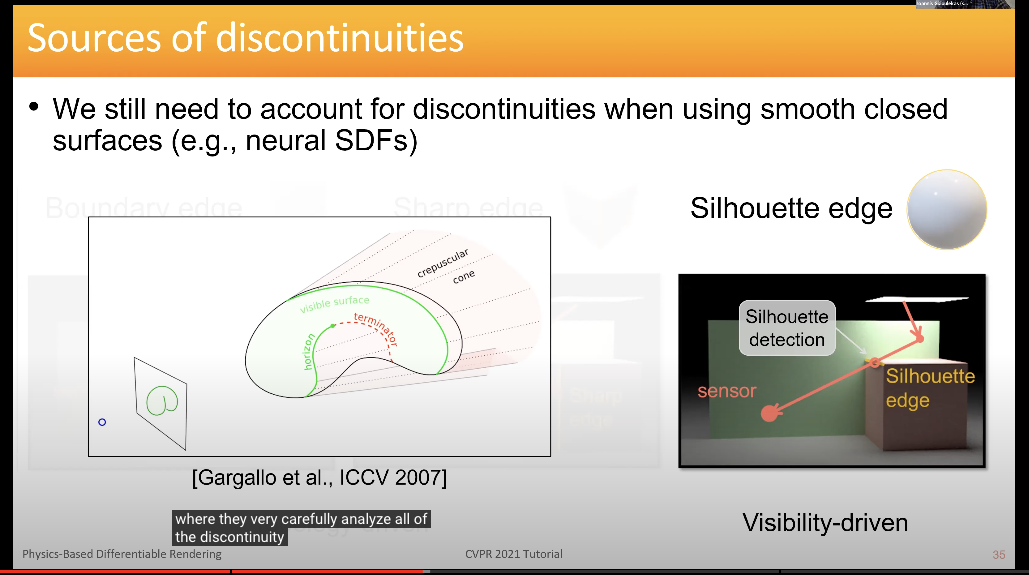 Sources of discontinuities
• We still need to account for discontinuities when using smooth closed
surfaces (e.g., neural SDFs)
Boundary edge
Sharp edge
Silhouette edge
crepuscular
cone
visible surface
terminator
horizon
Silhouette
detection
sensor
Silhouette
edge
Sharp
[Gargallo et al., ICCV 2007]
where they very carefully analyze all of
the discontinuity
Visibility-driven
Physics-Based Differentiable Rendering
CVPR 2021 Tutorial
35